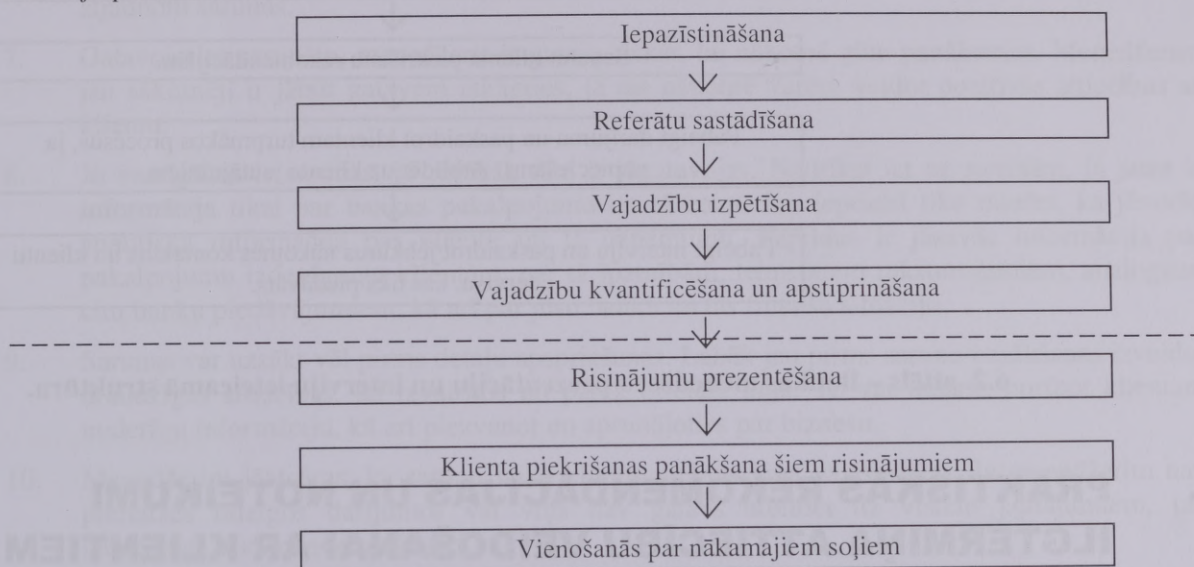 Iepazīstināšana
Referātu sastādīšana
Vajadzību izpētīšana
Vajadzību kvantificēšana un apstiprināšana
Risinājumu prezentēšana
Klienta piekrišanas panākšana šiem risinājumiem
Vienošanās par nākamajiem soļiem